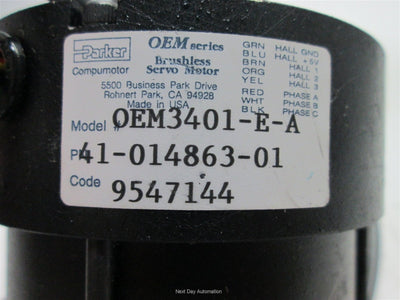 Parker
Compumotor
OEM series
Brushless
Servo Motor
5500 Business Park Drive
Rohnert Park, CA 94928
Made in USA
GRN HALL GND
BLU HALL +5V
BRN HALL 1
ORG HALL 2
YEL HALL 3
RED PHASE A
WHT PHASE B
BLK PHASE C
Model # OEM3401-E-A
41-014863-01
Code 9547144
Next Day Automation